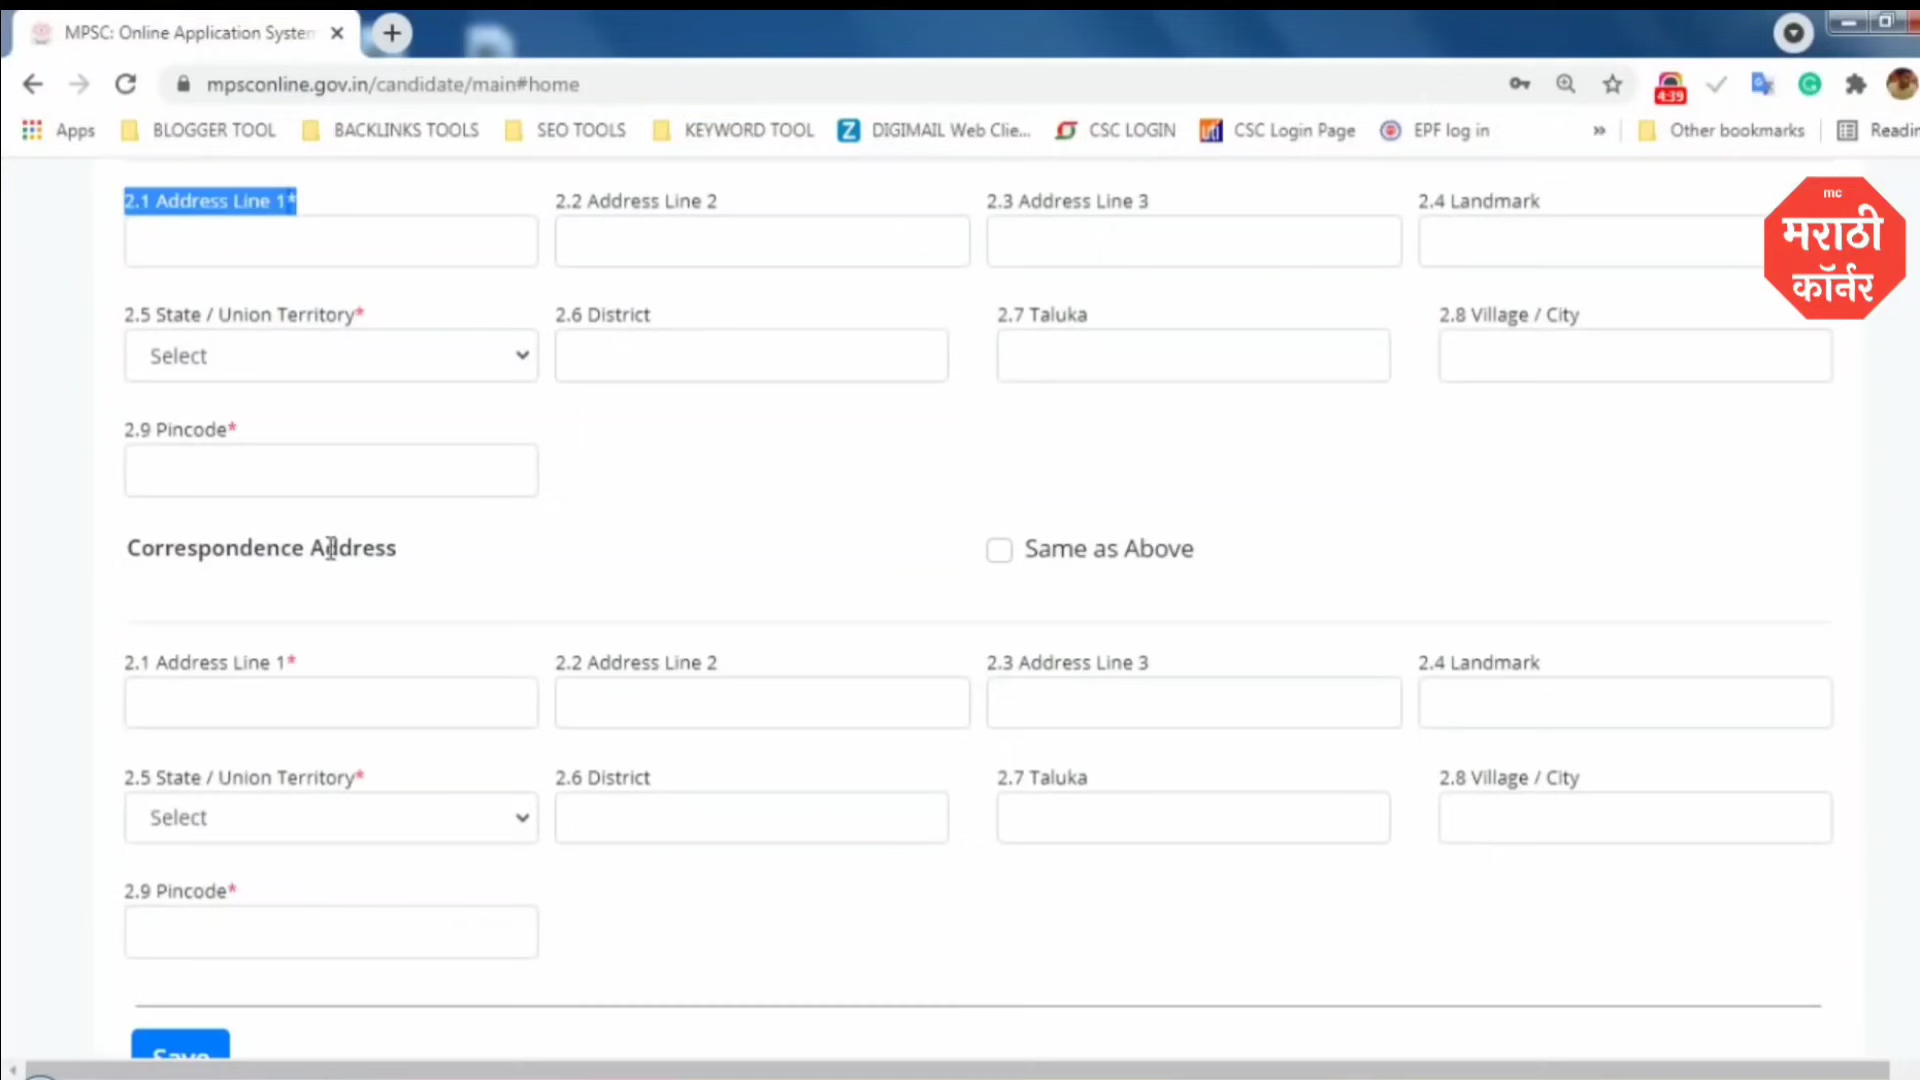 MPSC: Online Application System
mpsconline.gov.in/candidate/main#home
4:39
Apps BLOGGER TOOL BACKLINKS TOOLS SEO TOOLS KEYWORD TOOL DIGIMAIL Web Clie... CSC LOGIN CSC Login Page EPF log in » Other bookmarks
2.1 Address Line 1* 2.2 Address Line 2 2.3 Address Line 3 2.4 Landmark
mc
मराठी
कॉर्नर
2.5 State / Union Territory* 2.6 District 2.7 Taluka 2.8 Village / City
Select
2.9 Pincode*
Correspondence Address Same as Above
2.1 Address Line 1* 2.2 Address Line 2 2.3 Address Line 3 2.4 Landmark
2.5 State / Union Territory* 2.6 District 2.7 Taluka 2.8 Village / City
Select
2.9 Pincode*
Save